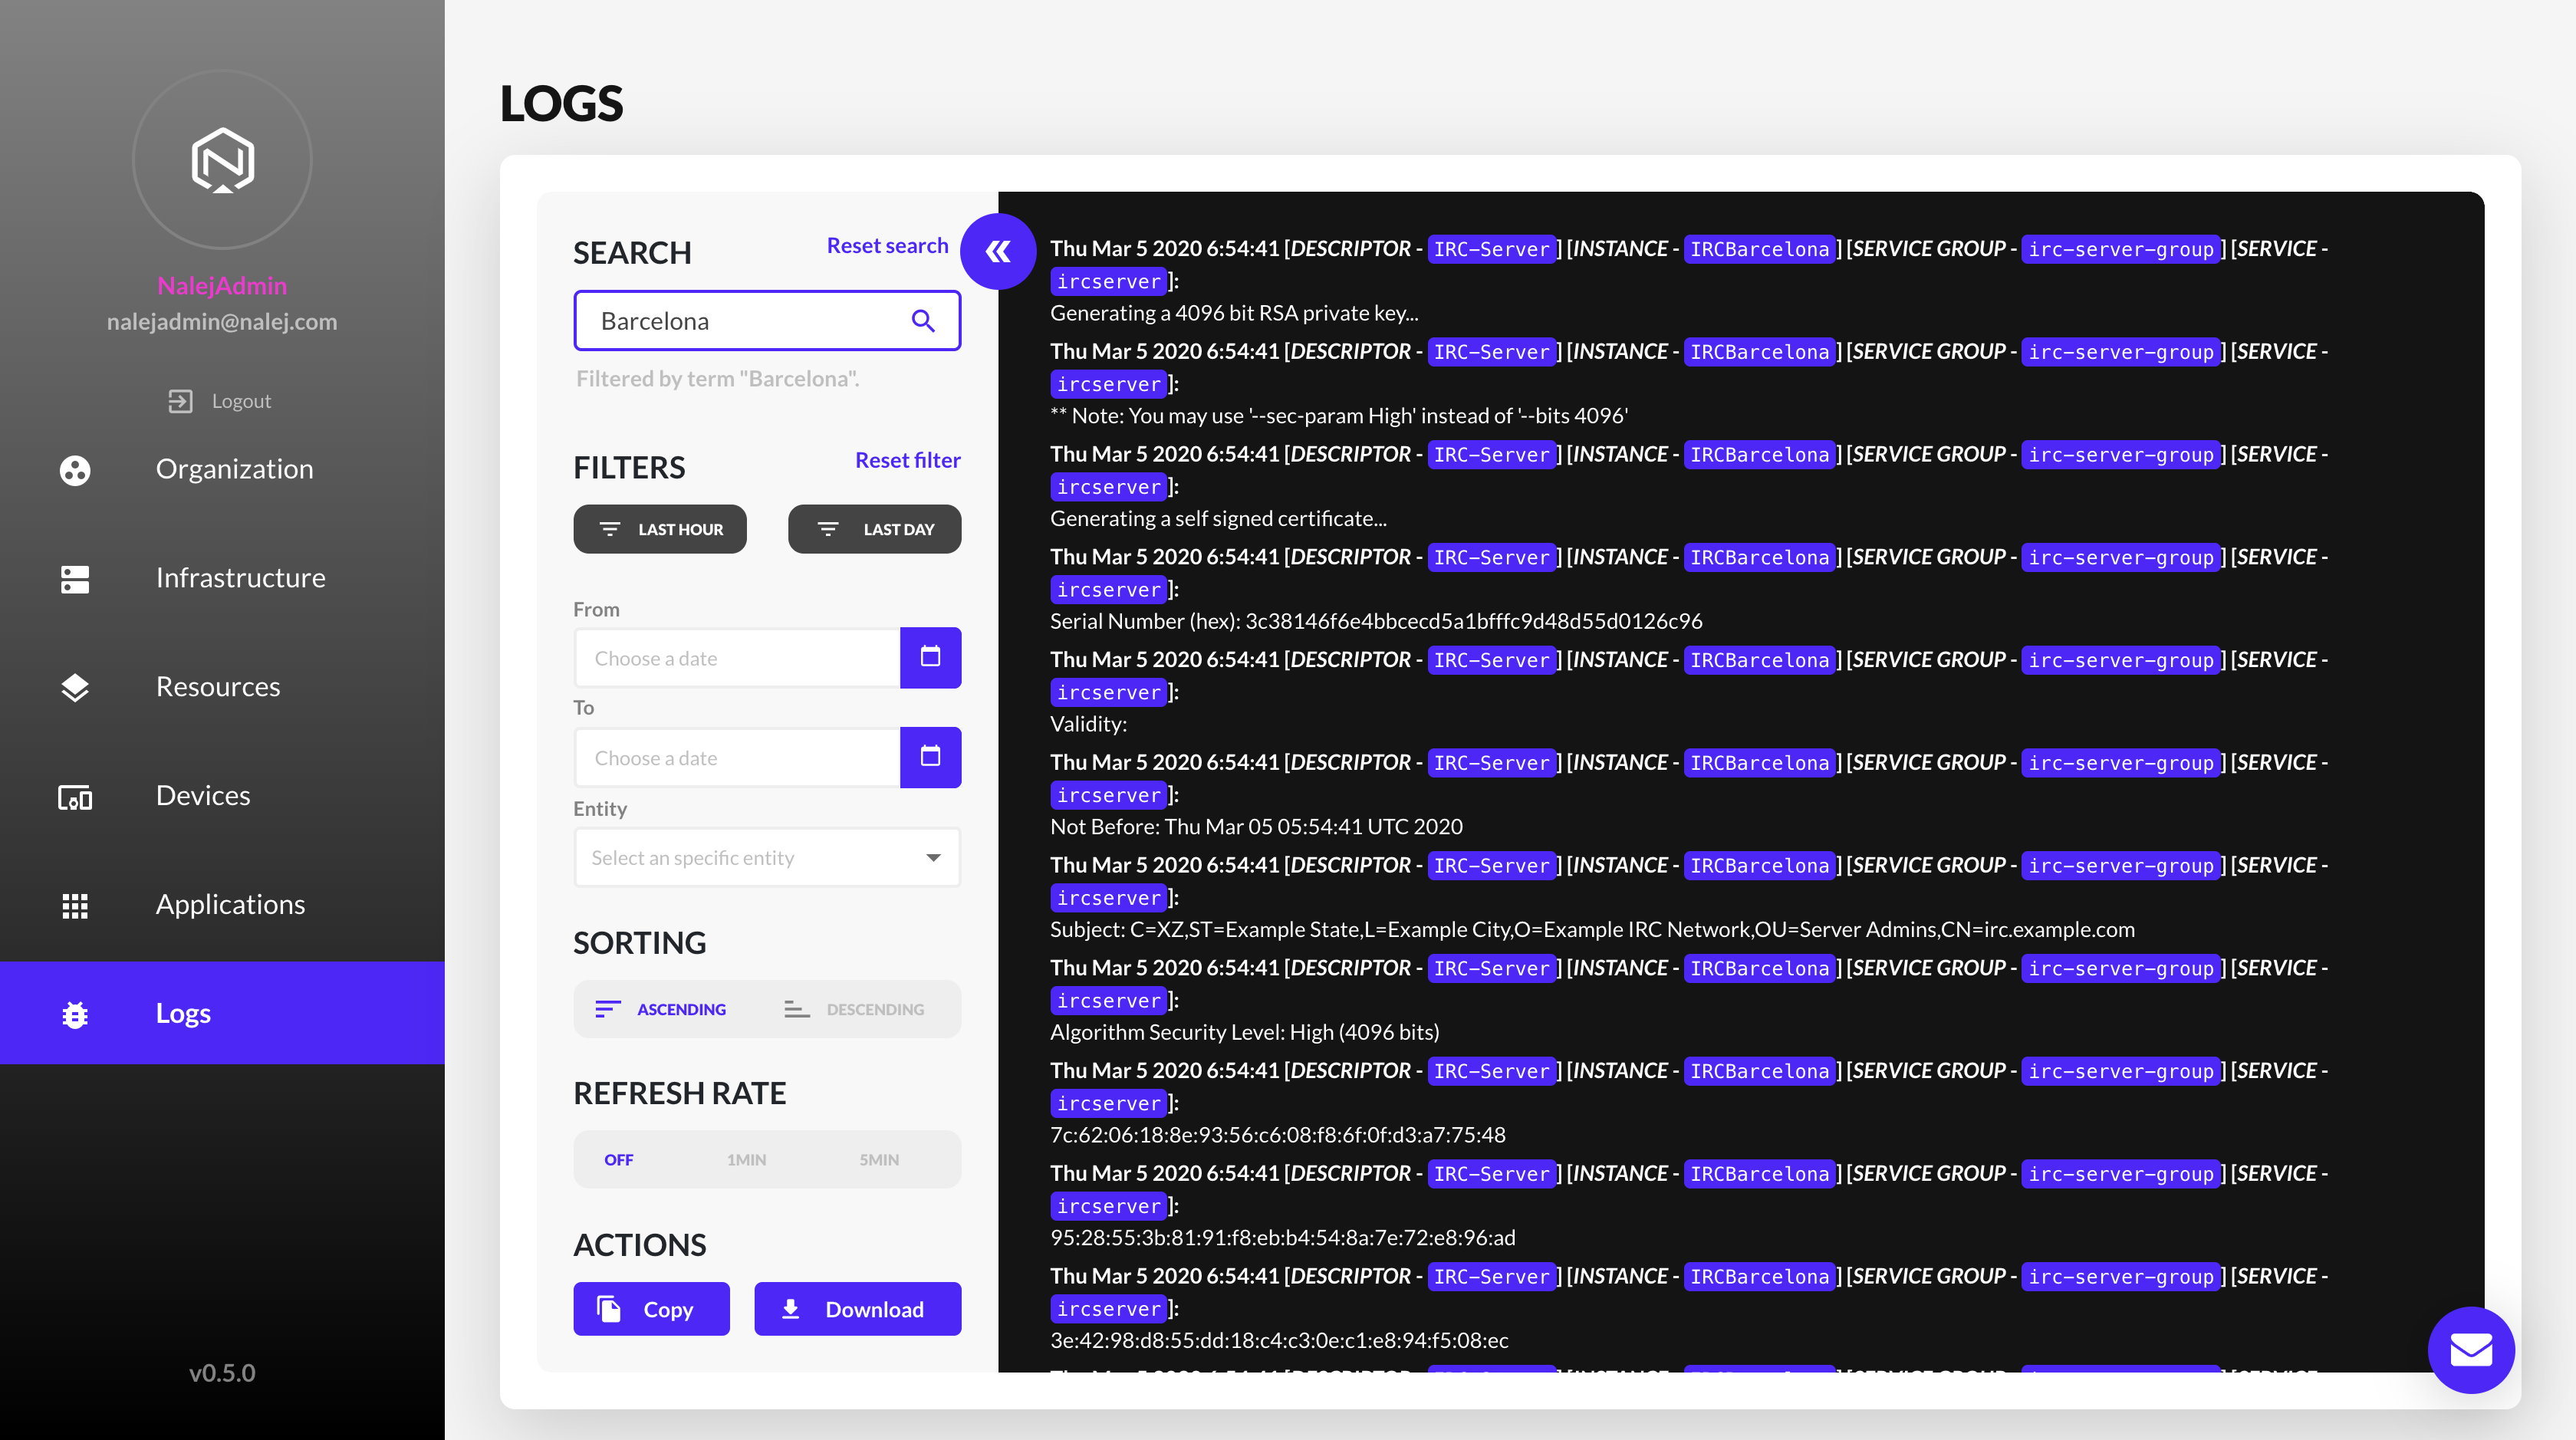 NalejAdmin
nalejadmin@nalej.com
Logout
Organization
Infrastructure
Resources
Devices
Applications
Logs
v0.5.0
LOGS
SEARCH
Reset search
Barcelona
Filtered by term "Barcelona".
FILTERS
Reset filter
LAST HOUR
LAST DAY
From
Choose a date
To
Choose a date
Entity
Select an specific entity
SORTING
ASCENDING
DESCENDING
REFRESH RATE
OFF 1MIN 5MIN
ACTIONS
Copy
Download
Thu Mar 5 2020 6:54:41 [DESCRIPTOR - IRC-Server] [INSTANCE - IRCBarcelona] [SERVICE GROUP - irc-server-group] [SERVICE -
ircserver]:
Generating a 4096 bit RSA private key...
Thu Mar 5 2020 6:54:41 [DESCRIPTOR - IRC-Server] [INSTANCE - IRCBarcelona] [SERVICE GROUP - irc-server-group] [SERVICE -
ircserver]:
** Note: You may use '--sec-param High' instead of '--bits 4096'
Thu Mar 5 2020 6:54:41 [DESCRIPTOR - IRC-Server] [INSTANCE - IRCBarcelona] [SERVICE GROUP - irc-server-group] [SERVICE -
ircserver]:
Generating a self signed certificate...
Thu Mar 5 2020 6:54:41 [DESCRIPTOR - IRC-Server] [INSTANCE - IRCBarcelona] [SERVICE GROUP - irc-server-group] [SERVICE -
ircserver]:
Serial Number (hex): 3c38146f6e4bbcecd5a1bfffc9d48d55d0126c96
Thu Mar 5 2020 6:54:41 [DESCRIPTOR - IRC-Server] [INSTANCE - IRCBarcelona] [SERVICE GROUP - irc-server-group] [SERVICE -
ircserver]:
Validity:
Thu Mar 5 2020 6:54:41 [DESCRIPTOR - IRC-Server] [INSTANCE - IRCBarcelona] [SERVICE GROUP - irc-server-group] [SERVICE -
ircserver]:
Not Before: Thu Mar 05 05:54:41 UTC 2020
Thu Mar 5 2020 6:54:41 [DESCRIPTOR - IRC-Server] [INSTANCE - IRCBarcelona] [SERVICE GROUP - irc-server-group] [SERVICE -
ircserver]:
Subject: C=XZ,ST=Example State,L=Example City,O=Example IRC Network,OU=Server Admins,CN=irc.example.com
Thu Mar 5 2020 6:54:41 [DESCRIPTOR - IRC-Server] [INSTANCE - IRCBarcelona] [SERVICE GROUP - irc-server-group] [SERVICE -
ircserver]:
Algorithm Security Level: High (4096 bits)
Thu Mar 5 2020 6:54:41 [DESCRIPTOR - IRC-Server] [INSTANCE - IRCBarcelona] [SERVICE GROUP - irc-server-group] [SERVICE -
ircserver]:
7c:62:06:18:8e:93:56:c6:08:f8:6f:0f:d3:a7:75:48
Thu Mar 5 2020 6:54:41 [DESCRIPTOR - IRC-Server] [INSTANCE - IRCBarcelona] [SERVICE GROUP - irc-server-group] [SERVICE -
ircserver]:
95:28:55:3b:81:91:f8:eb:b4:54:8a:7e:72:e8:96:ad
Thu Mar 5 2020 6:54:41 [DESCRIPTOR - IRC-Server] [INSTANCE - IRCBarcelona] [SERVICE GROUP - irc-server-group] [SERVICE -
ircserver]:
3e:42:98:d8:55:dd:18:c4:c3:0e:c1:e8:94:f5:08:ec